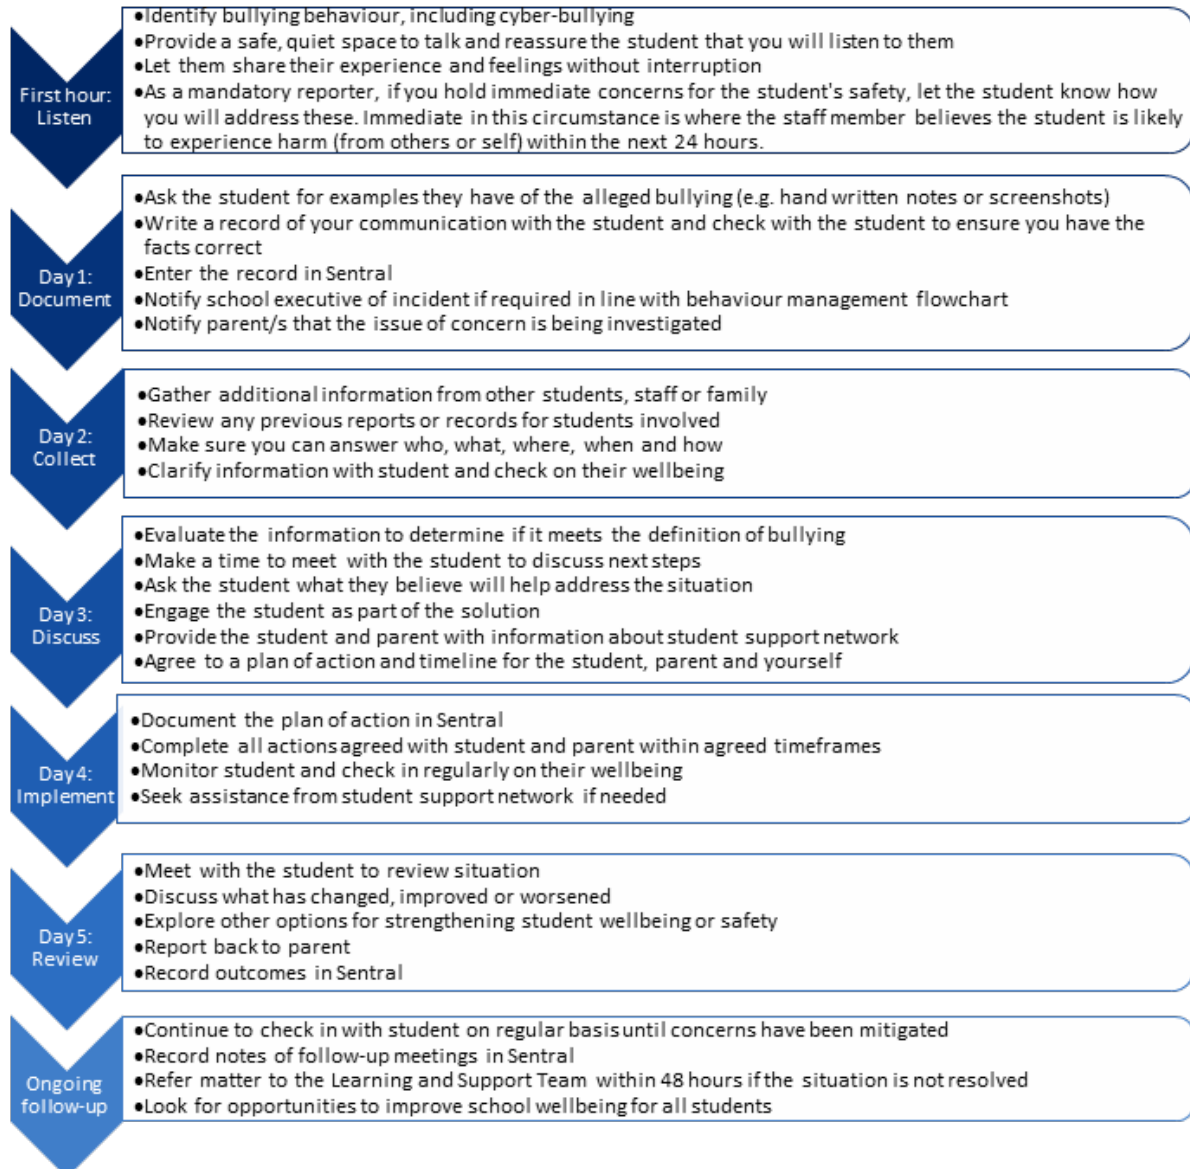 First hour:
Listen
•Identify bullying behaviour, including cyber-bullying
•Provide a safe, quiet space to talk and reassure the student that you will listen to them
•Let them share their experience and feelings without interruption
•As a mandatory reporter, if you hold immediate concerns for the student's safety, let the student know how
you will address these. Immediate in this circumstance is where the staff member believes the student is likely
to experience harm (from others or self) within the next 24 hours.
Day 1:
Document
•Ask the student for examples they have of the alleged bullying (e.g. hand written notes or screenshots)
•Write a record of your communication with the student and check with the student to ensure you have the
facts correct
•Enter the record in Sentral
•Notify school executive of incident if required in line with behaviour management flowchart
•Notify parent/s that the issue of concern is being investigated
Day 2:
Collect
•Gather additional information from other students, staff or family
•Review any previous reports or records for students involved
•Make sure you can answer who, what, where, when and how
•Clarify information with student and check on their wellbeing
Day 3:
Discuss
•Evaluate the information to determine if it meets the definition of bullying
•Make a time to meet with the student to discuss next steps
•Ask the student what they believe will help address the situation
•Engage the student as part of the solution
•Provide the student and parent with information about student support network
•Agree to a plan of action and timeline for the student, parent and yourself
Day 4:
Implement
•Document the plan of action in Sentral
•Complete all actions agreed with student and parent within agreed timeframes
•Monitor student and check in regularly on their wellbeing
•Seek assistance from student support network if needed
Day 5:
Review
•Meet with the student to review situation
•Discuss what has changed, improved or worsened
•Explore other options for strengthening student wellbeing or safety
•Report back to parent
•Record outcomes in Sentral
Ongoing
follow-up
•Continue to check in with student on regular basis until concerns have been mitigated
•Record notes of follow-up meetings in Sentral
•Refer matter to the Learning and Support Team within 48 hours if the situation is not resolved
•Look for opportunities to improve school wellbeing for all students